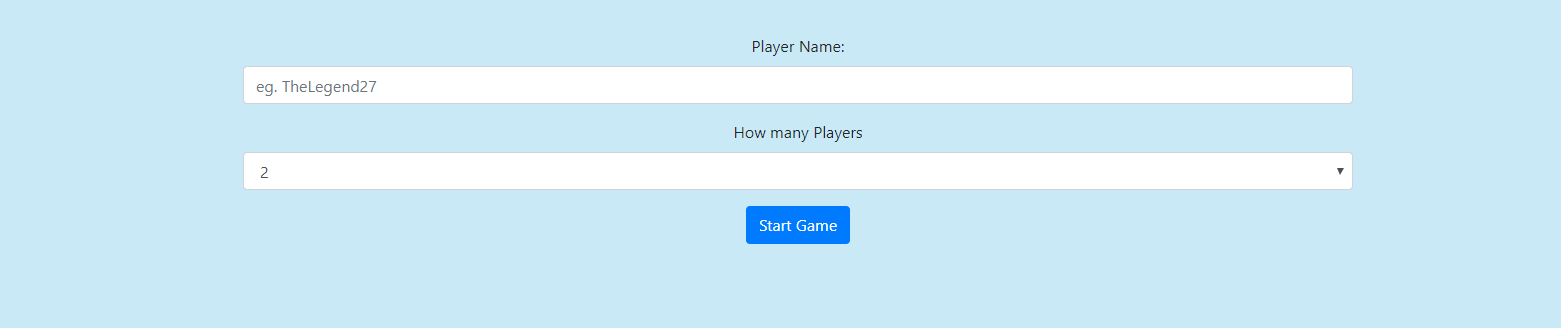 Player Name:
eg. TheLegend27
How many Players
2
Start Game